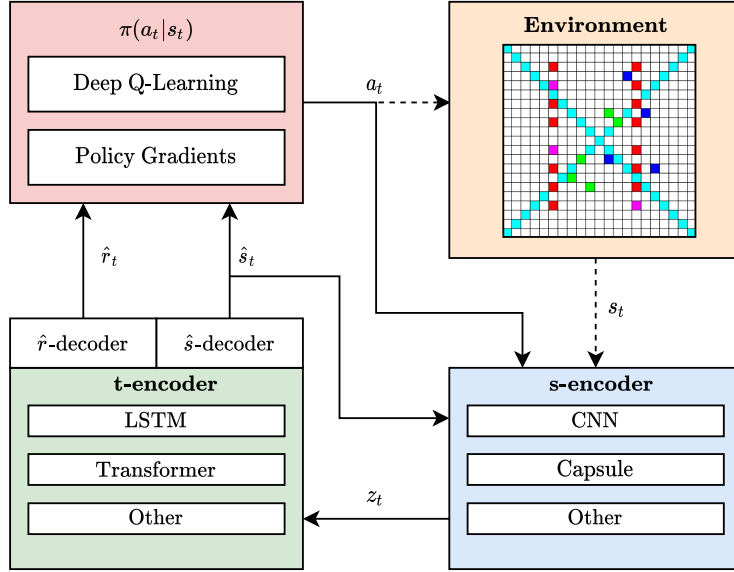 π(a_t|s_t)
Deep Q-Learning
Policy Gradients
a_t
Environment
r̂_t
ŝ_t
s_t
r̂-decoder
ŝ-decoder
t-encoder
LSTM
Transformer
Other
s-encoder
CNN
Capsule
Other
z_t